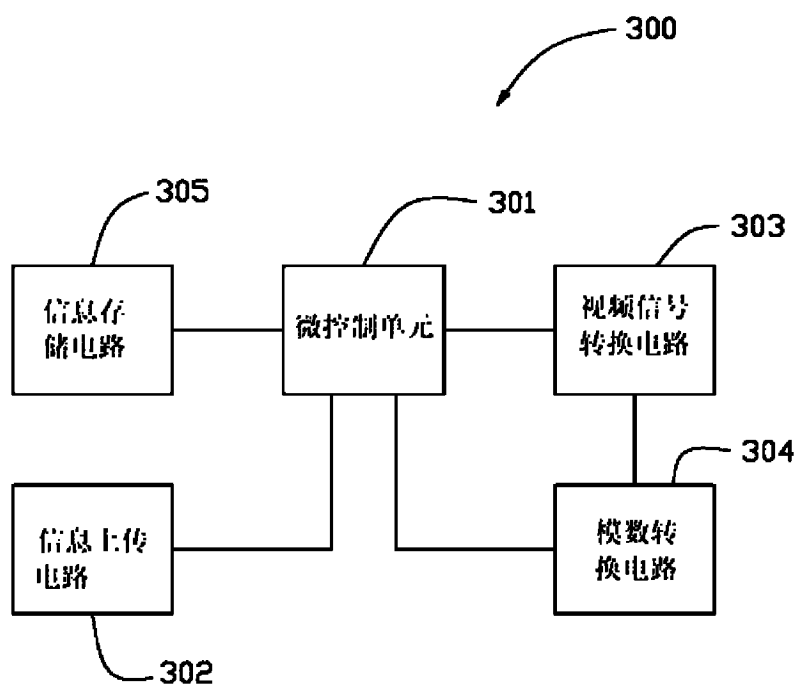 300
305
301
303
信息存
储电路
微控制单元
视频信号
转换电路
304
信息上传
电路
模数转
换电路
302